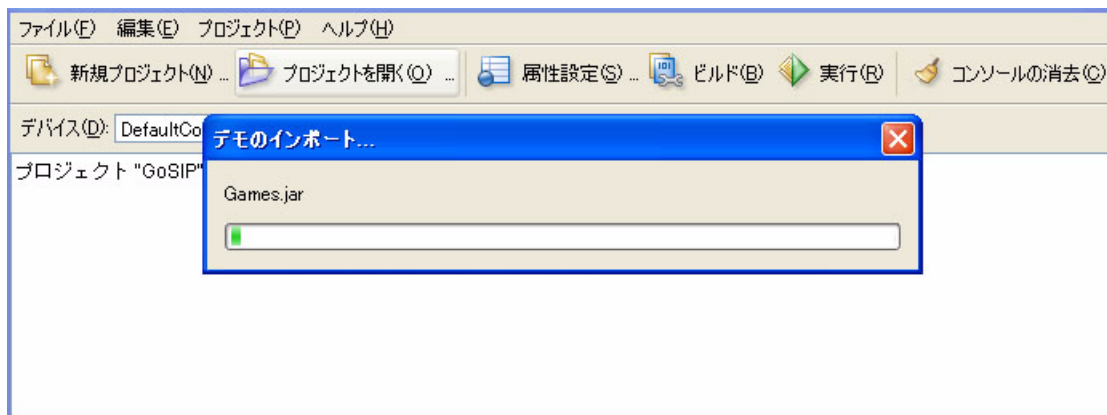 ファイル(F) 編集(E) プロジェクト(P) ヘルプ(H)
新規プロジェクト(N) ... プロジェクトを開く(O) ... 属性設定(S) ... ビルド(B) 実行(R) コンソールの消去(C)
デバイス(D): DefaultCo
デモのインポート...
プロジェクト "GoSIP"
Games.jar